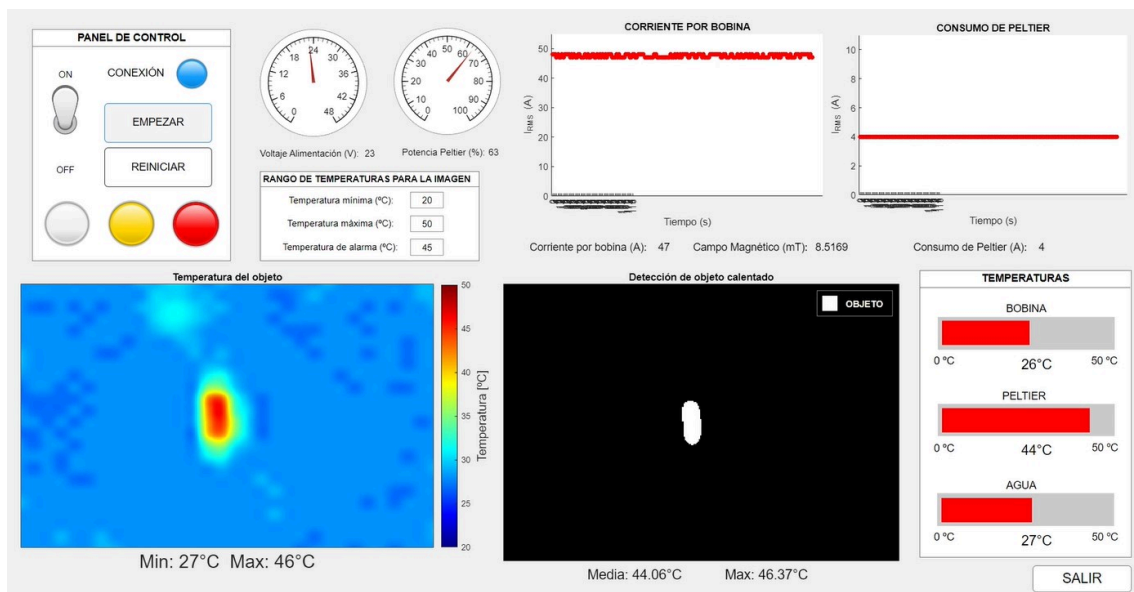 PANEL DE CONTROL
ON
CONEXIÓN
EMPEZAR
REINICIAR
OFF
0 6 12 18 24 30 36 42 48
Voltaje Alimentación (V): 23
0 10 20 30 40 50 60 70 80 90 100
Potencia Peltier (%): 63
RANGO DE TEMPERATURAS PARA LA IMAGEN
Temperatura mínima (ºC): 20
Temperatura máxima (ºC): 50
Temperatura de alarma (ºC): 45
CORRIENTE POR BOBINA
IRMS (A)
50
40
30
20
10
0
Tiempo (s)
Corriente por bobina (A): 47 Campo Magnético (mT): 8.5169
CONSUMO DE PELTIER
IRMS (A)
10
8
6
4
2
0
Tiempo (s)
Consumo de Peltier (A): 4
Temperatura del objeto
50
45
40
35
30
25
20
Temperatura [ºC]
Min: 27°C Max: 46°C
Detección de objeto calentado
OBJETO
Media: 44.06°C Max: 46.37°C
TEMPERATURAS
BOBINA
0 ºC 26°C 50 ºC
PELTIER
0 ºC 44°C 50 ºC
AGUA
0 ºC 27°C 50 ºC
SALIR